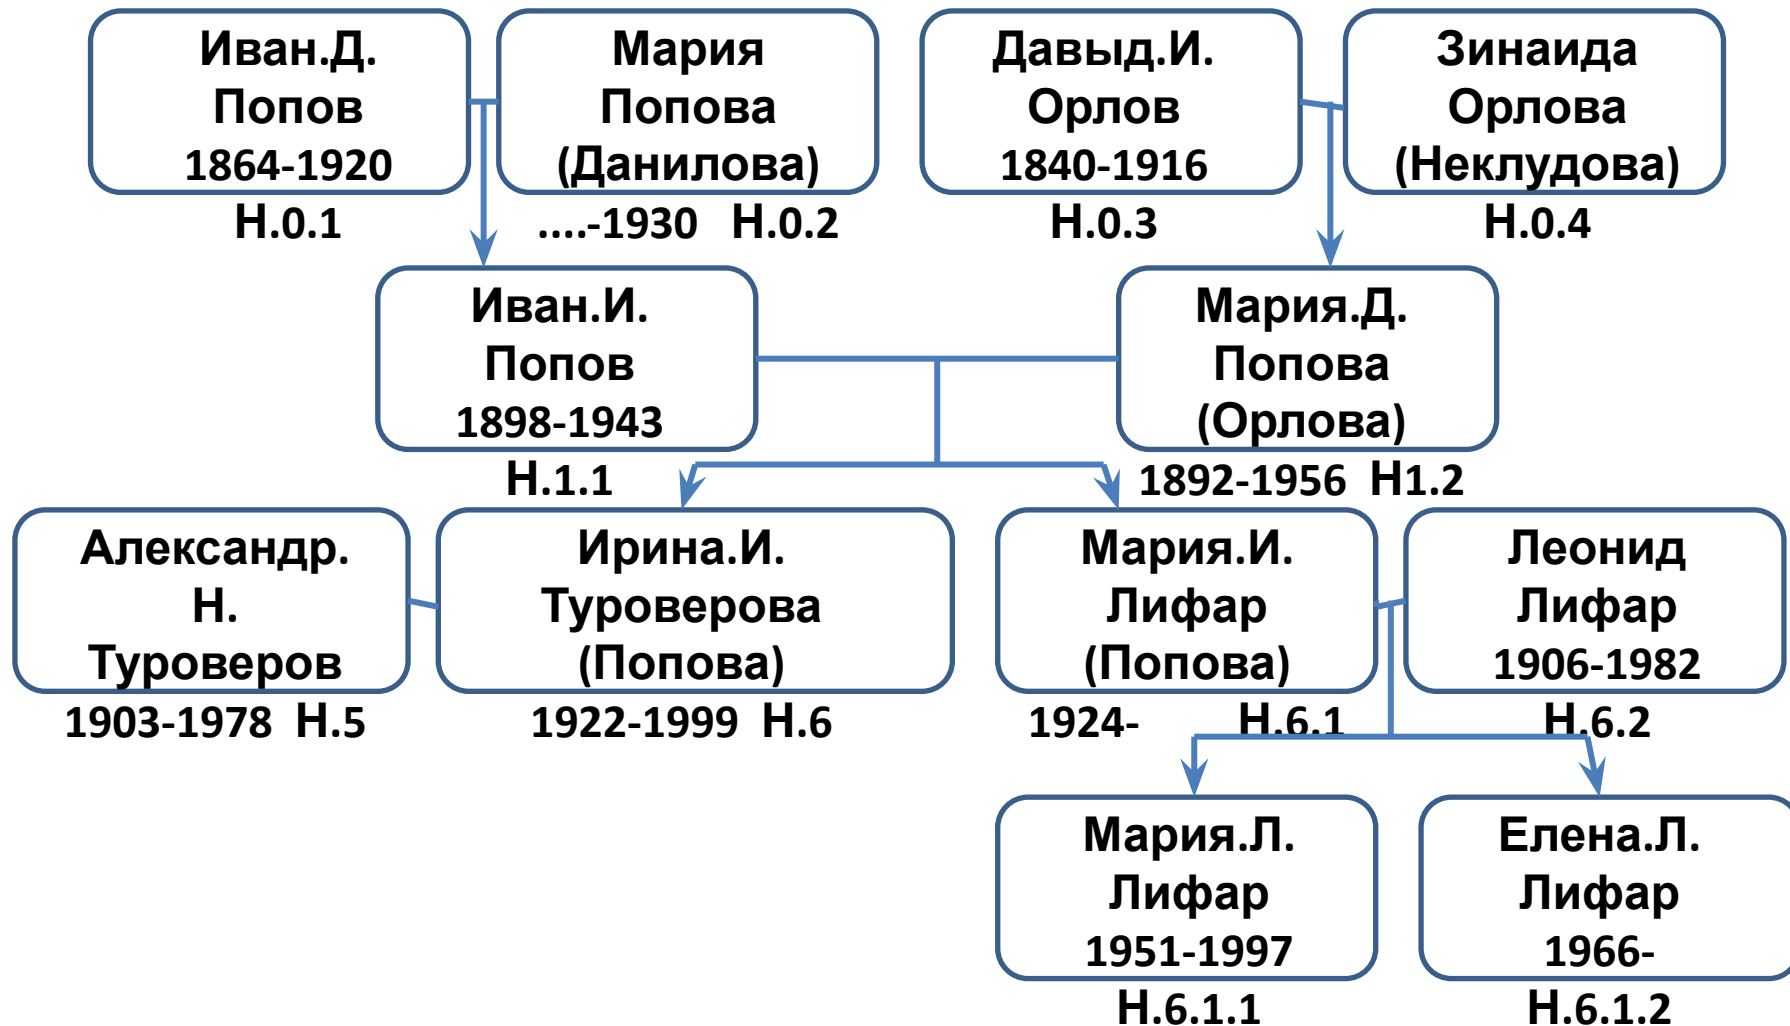 Иван.Д.
Попов
1864-1920
Н.0.1
Мария
Попова
(Данилова)
....-1930 Н.0.2
Давыд.И.
Орлов
1840-1916
Н.0.3
Зинаида
Орлова
(Неклудова)
Н.0.4
Иван.И.
Попов
1898-1943
Н.1.1
Мария.Д.
Попова
(Орлова)
1892-1956 Н1.2
Александр.
Н.
Туроверов
1903-1978 Н.5
Ирина.И.
Туроверова
(Попова)
1922-1999 Н.6
Мария.И.
Лифар
(Попова)
1924- Н.6.1
Леонид
Лифар
1906-1982
Н.6.2
Мария.Л.
Лифар
1951-1997
Н.6.1.1
Елена.Л.
Лифар
1966-
Н.6.1.2